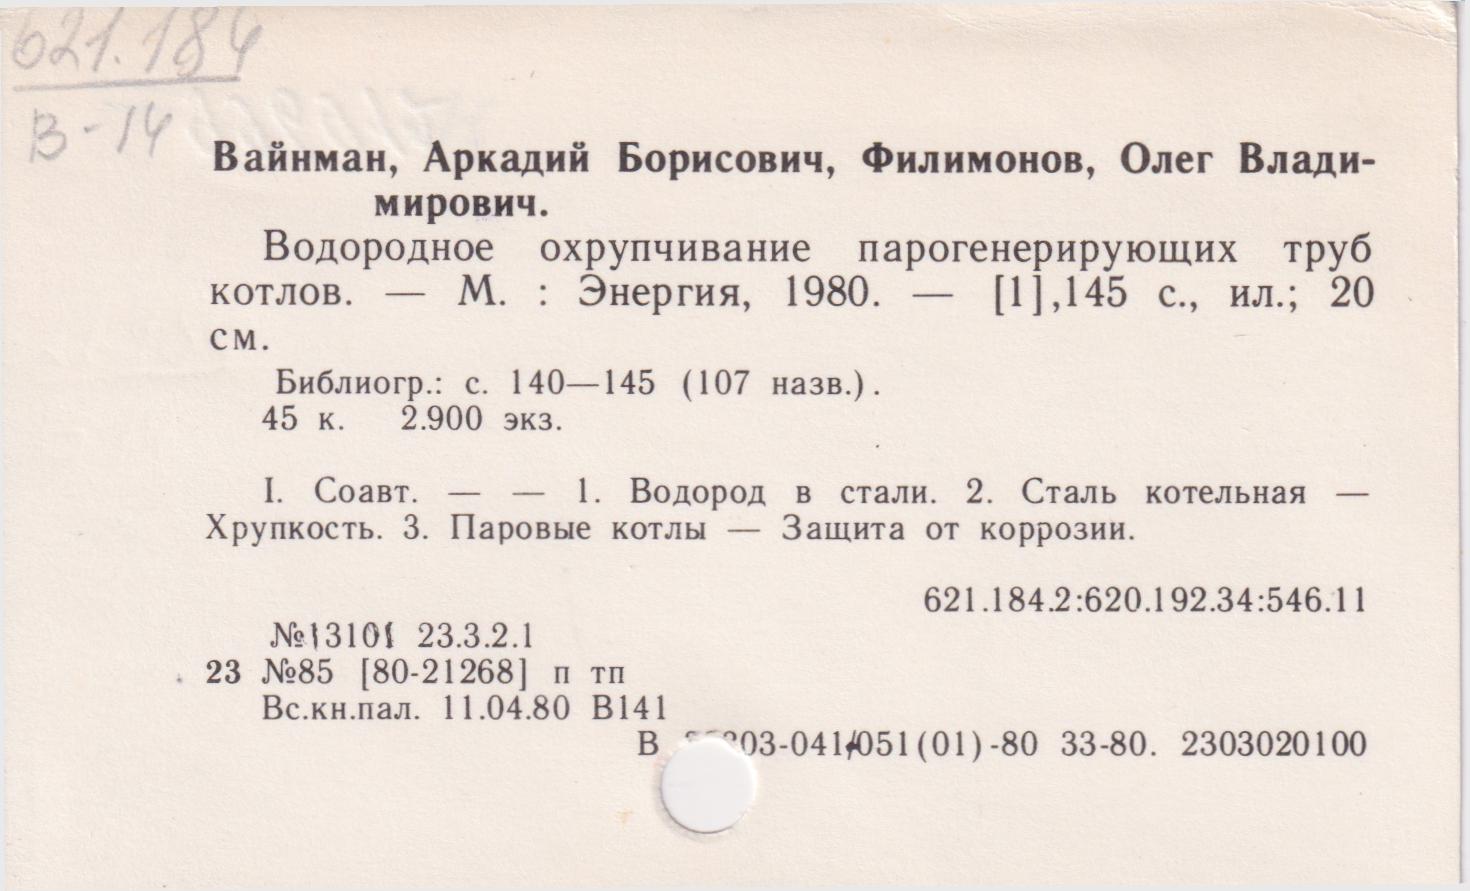 621.184
В-14
Вайнман, Аркадий Борисович, Филимонов, Олег Влади-
мирович.
Водородное охрупчивание парогенерирующих труб
котлов. — М. : Энергия, 1980. — [1],145 с., ил.; 20
см.
Библиогр.: с. 140—145 (107 назв.).
45 к. 2.900 экз.
I. Соавт. — — 1. Водород в стали. 2. Сталь котельная —
Хрупкость. 3. Паровые котлы — Защита от коррозии.
621.184.2:620.192.34:546.11
№13101 23.3.2.1
23 №85 [80-21268] п тп
Вс.кн.пал. 11.04.80 В141
В 03-041/051(01)-80 33-80. 2303020100